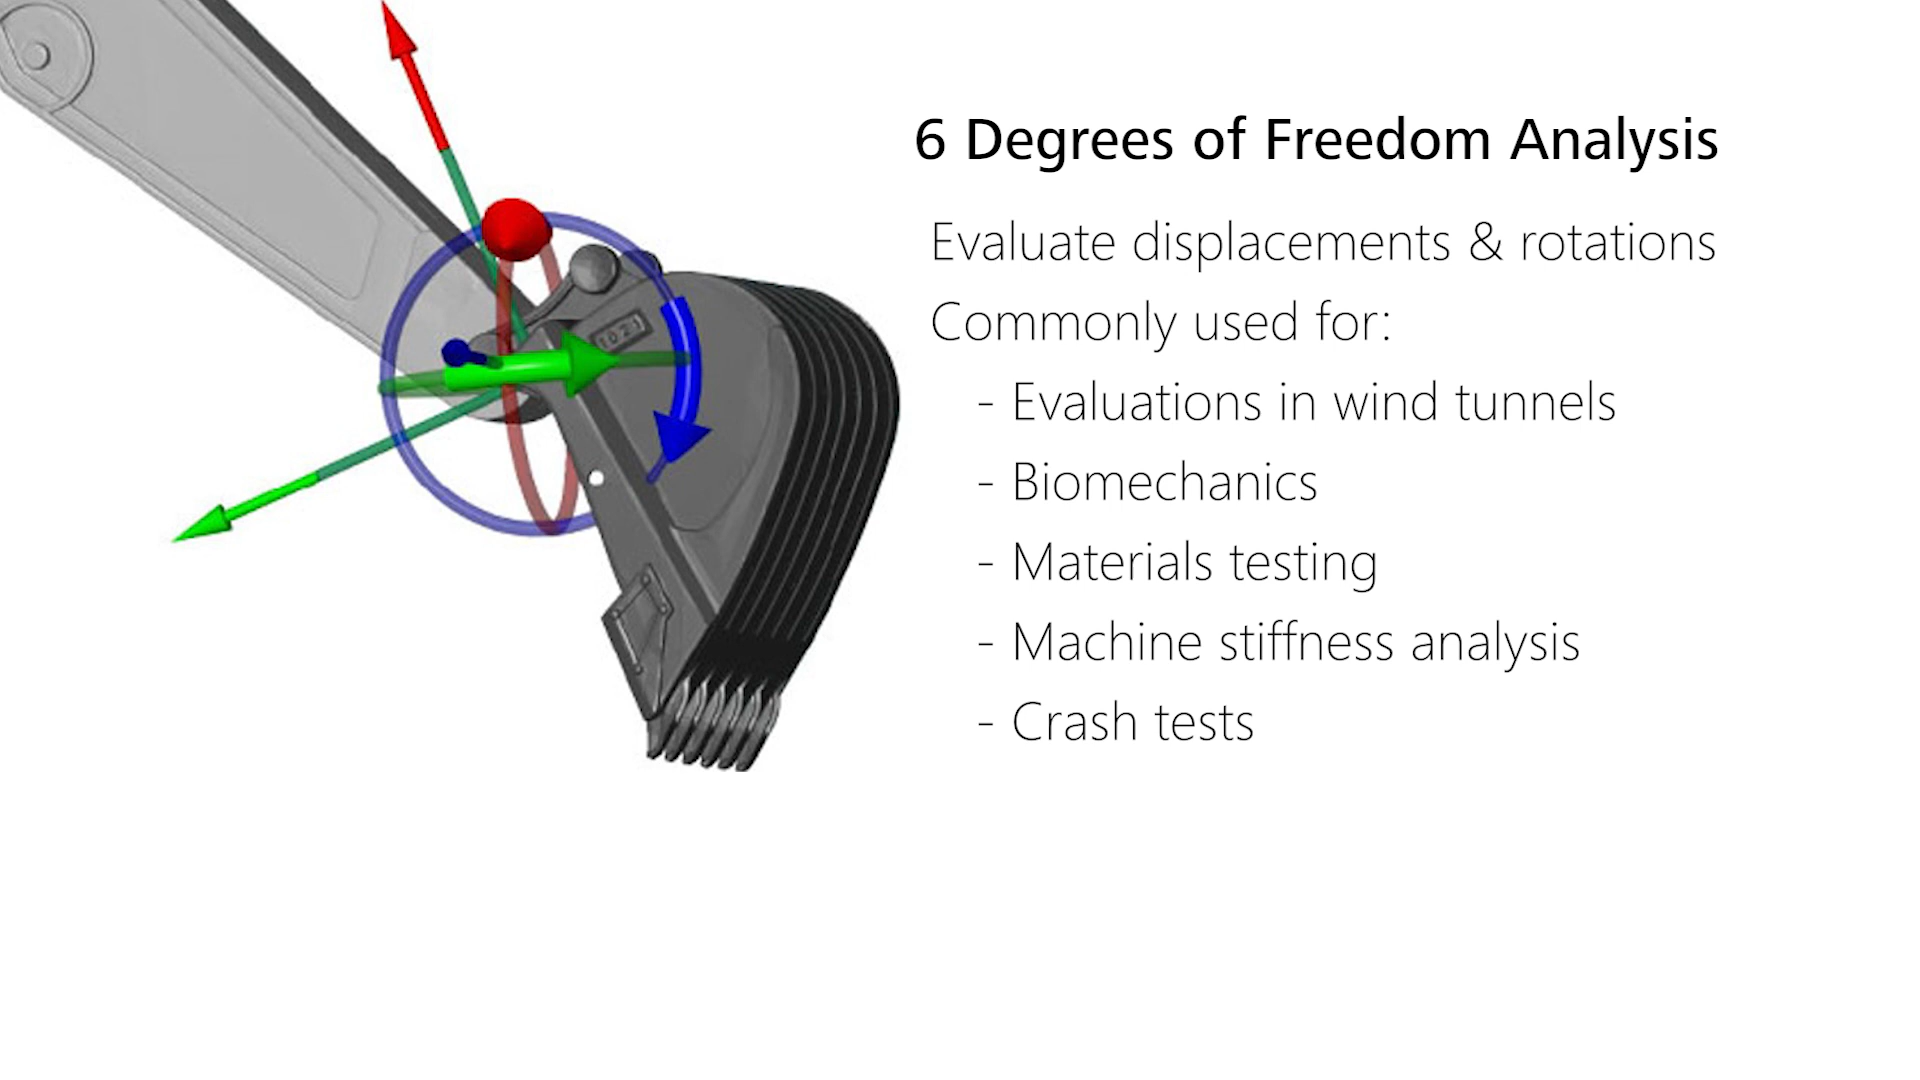 6 Degrees of Freedom Analysis
Evaluate displacements & rotations
Commonly used for:
- Evaluations in wind tunnels
- Biomechanics
- Materials testing
- Machine stiffness analysis
- Crash tests